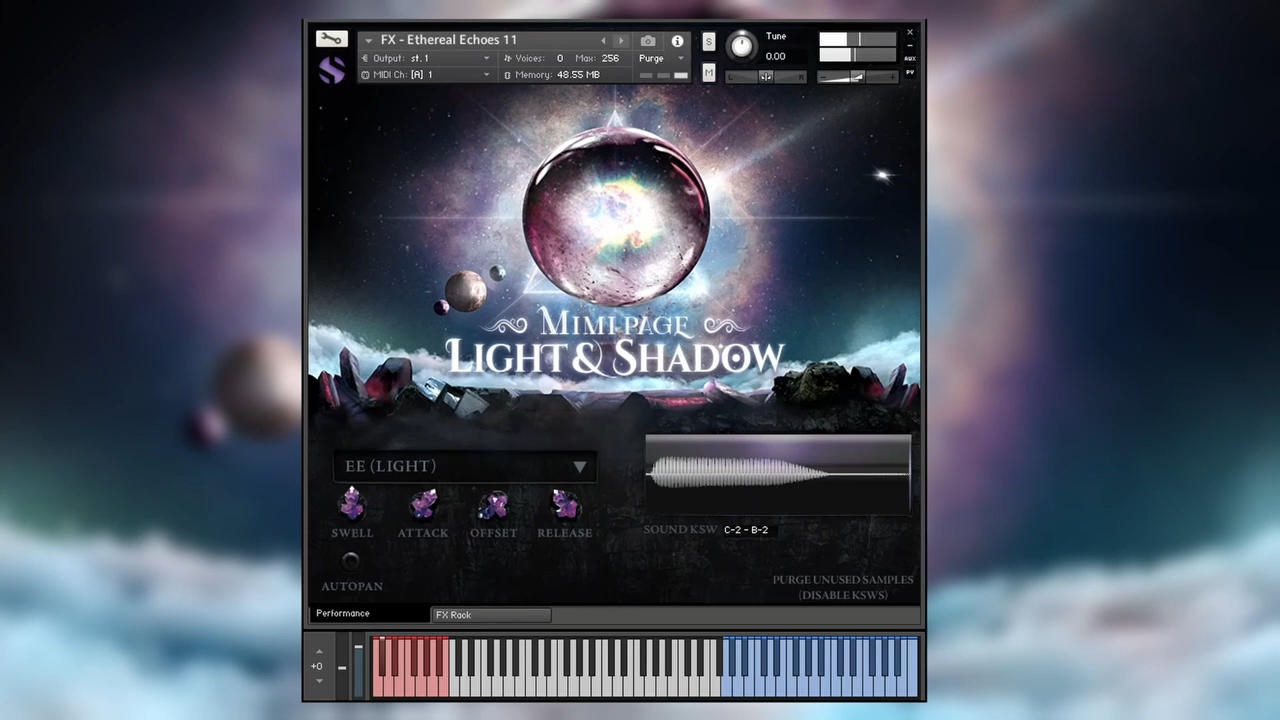 FX - Ethereal Echoes 11
Output: st.1
Voices: 0 Max: 256
Purge
MIDI Ch: [A] 1
Memory: 48.55 MB
S
M
Tune
0.00
L R
AUX
PV
MIMI PAGE
LIGHT & SHADOW
EE (LIGHT)
SWELL ATTACK OFFSET RELEASE
AUTOPAN
SOUND KSW C-2 - B-2
PURGE UNUSED SAMPLES
(DISABLE KSWS)
Performance
FX Rack
+0